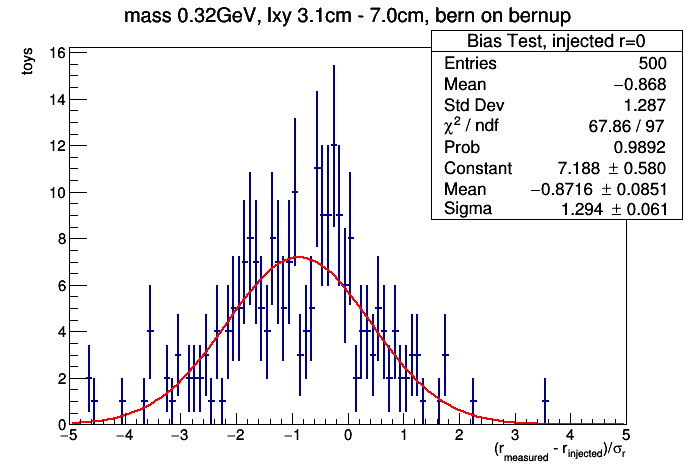 mass 0.32GeV, lxy 3.1cm - 7.0cm, bern on bernup
Bias Test, injected r=0
Entries 500
Mean −0.868
Std Dev 1.287
χ² / ndf 67.86 / 97
Prob 0.9892
Constant 7.188 ± 0.580
Mean −0.8716 ± 0.0851
Sigma 1.294 ± 0.061
toys
16
14
12
10
8
6
4
2
0
−5 −4 −3 −2 −1 0 1 2 3 4 5
(r_measured - r_injected)/σ_r